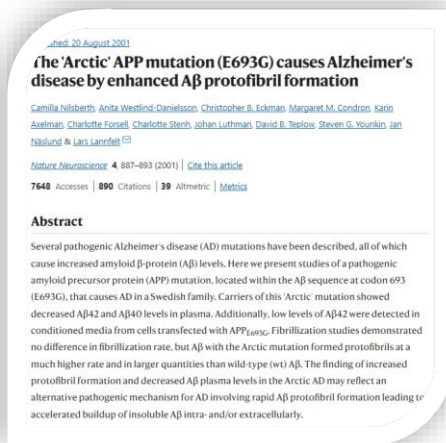 shed: 20 August 2001
The 'Arctic' APP mutation (E693G) causes Alzheimer's
disease by enhanced Aβ protofibril formation
Camilla Nilsberth, Anita Westlind-Danielsson, Christopher B. Eckman, Margaret M. Condron, Karin
Axelman, Charlotte Forsell, Charlotte Stenh, Johan Luthman, David B. Teplow, Steven G. Younkin, Jan
Näslund & Lars Lannfelt
Nature Neuroscience 4, 887–893 (2001) | Cite this article
7648 Accesses | 890 Citations | 39 Altmetric | Metrics
Abstract
Several pathogenic Alzheimer's disease (AD) mutations have been described, all of which
cause increased amyloid β-protein (Aβ) levels. Here we present studies of a pathogenic
amyloid precursor protein (APP) mutation, located within the Aβ sequence at codon 693
(E693G), that causes AD in a Swedish family. Carriers of this 'Arctic' mutation showed
decreased Aβ42 and Aβ40 levels in plasma. Additionally, low levels of Aβ42 were detected in
conditioned media from cells transfected with APPE693G. Fibrillization studies demonstrated
no difference in fibrillization rate, but Aβ with the Arctic mutation formed protofibrils at a
much higher rate and in larger quantities than wild-type (wt) Aβ. The finding of increased
protofibril formation and decreased Aβ plasma levels in the Arctic AD may reflect an
alternative pathogenic mechanism for AD involving rapid Aβ protofibril formation leading to
accelerated buildup of insoluble Aβ intra- and/or extracellularly.